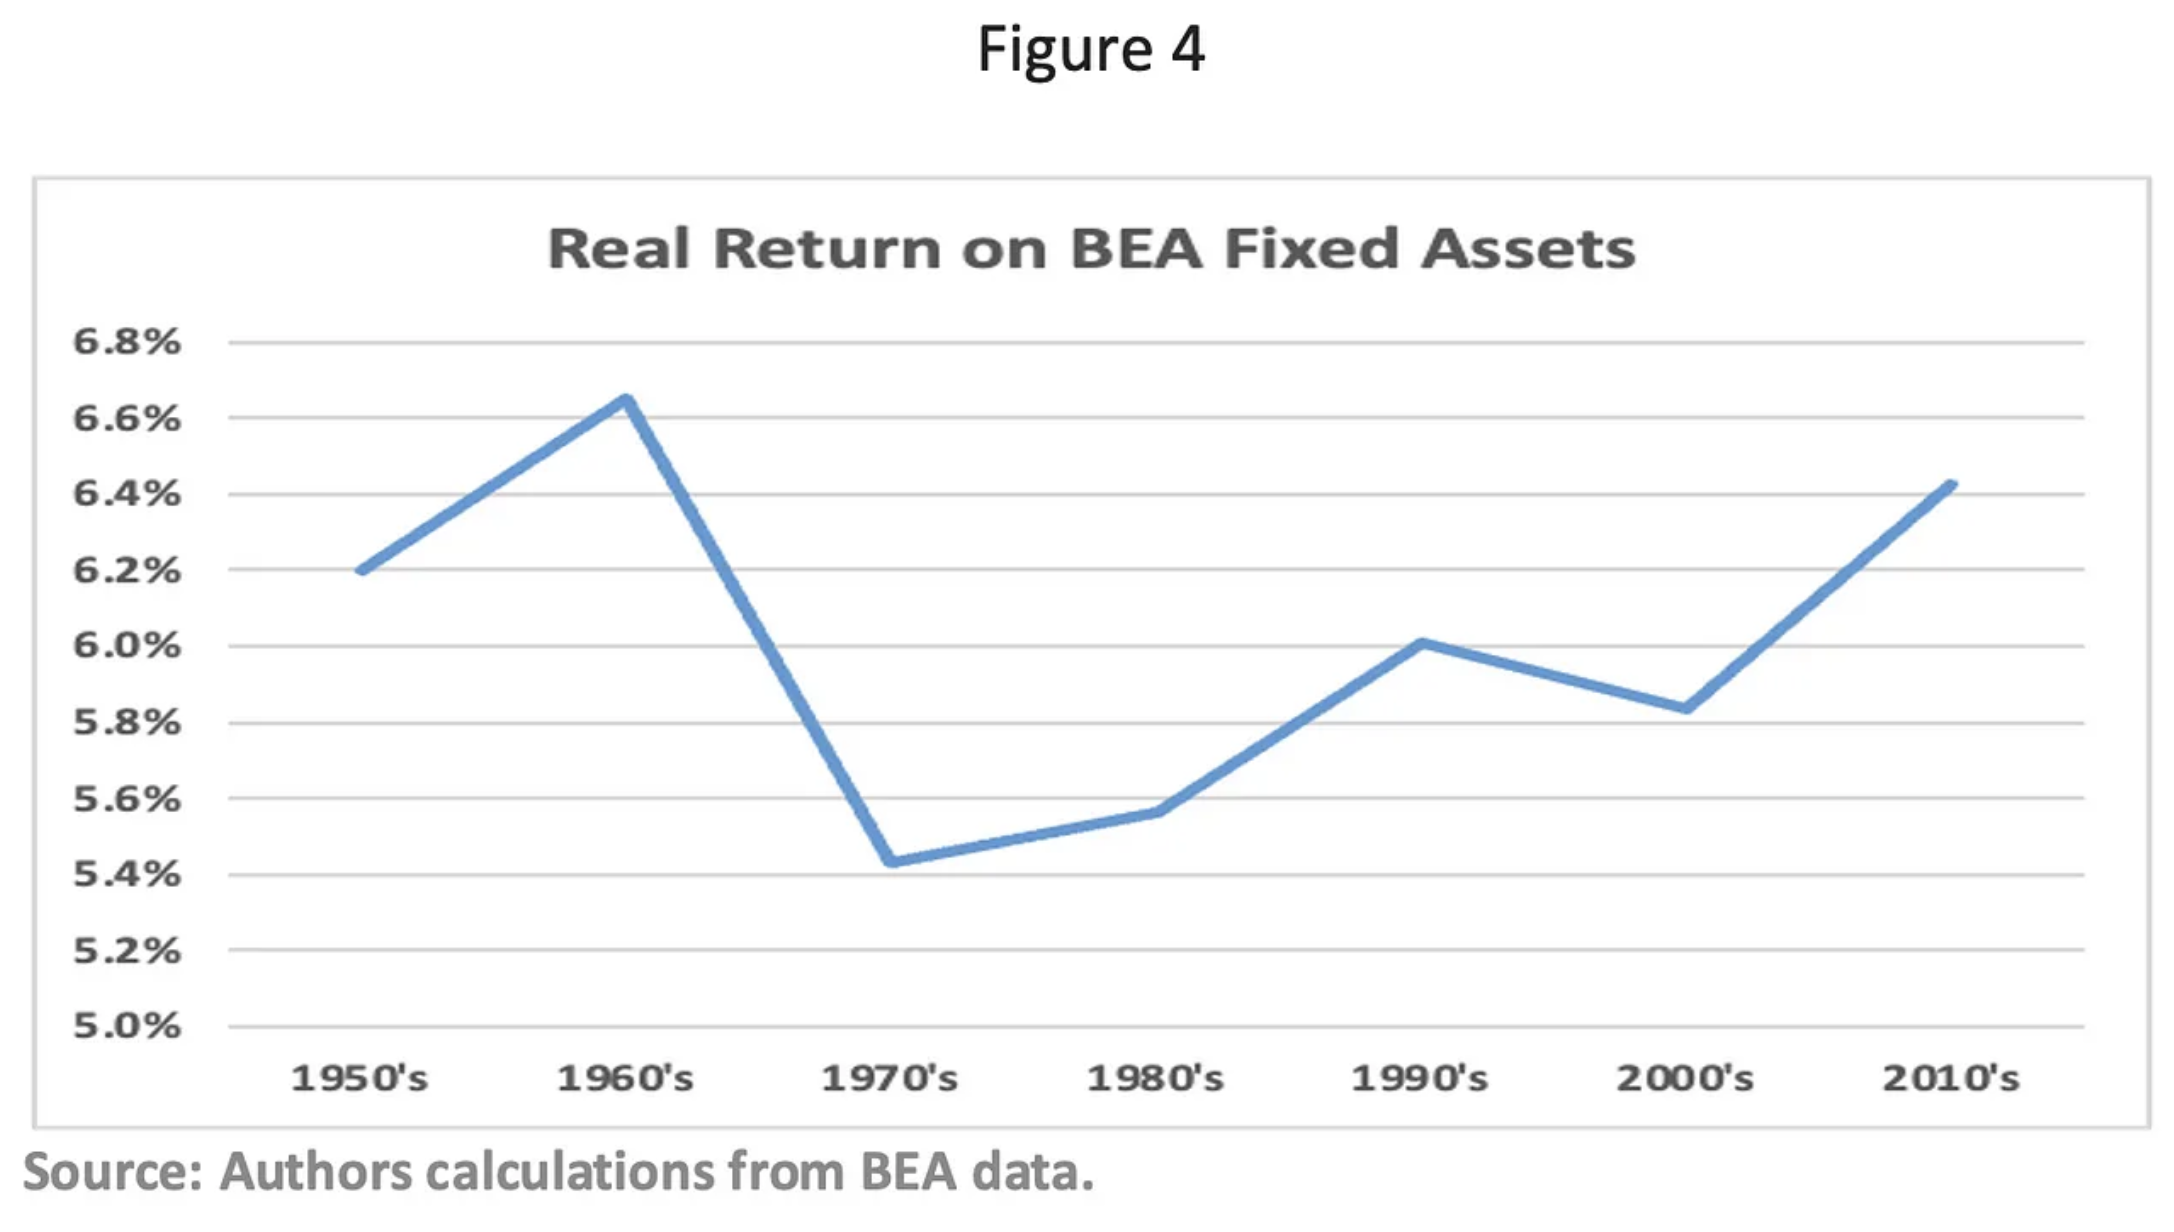 Figure 4
Real Return on BEA Fixed Assets
6.8%
6.6%
6.4%
6.2%
6.0%
5.8%
5.6%
5.4%
5.2%
5.0%
1950's 1960's 1970's 1980's 1990's 2000's 2010's
Source: Authors calculations from BEA data.